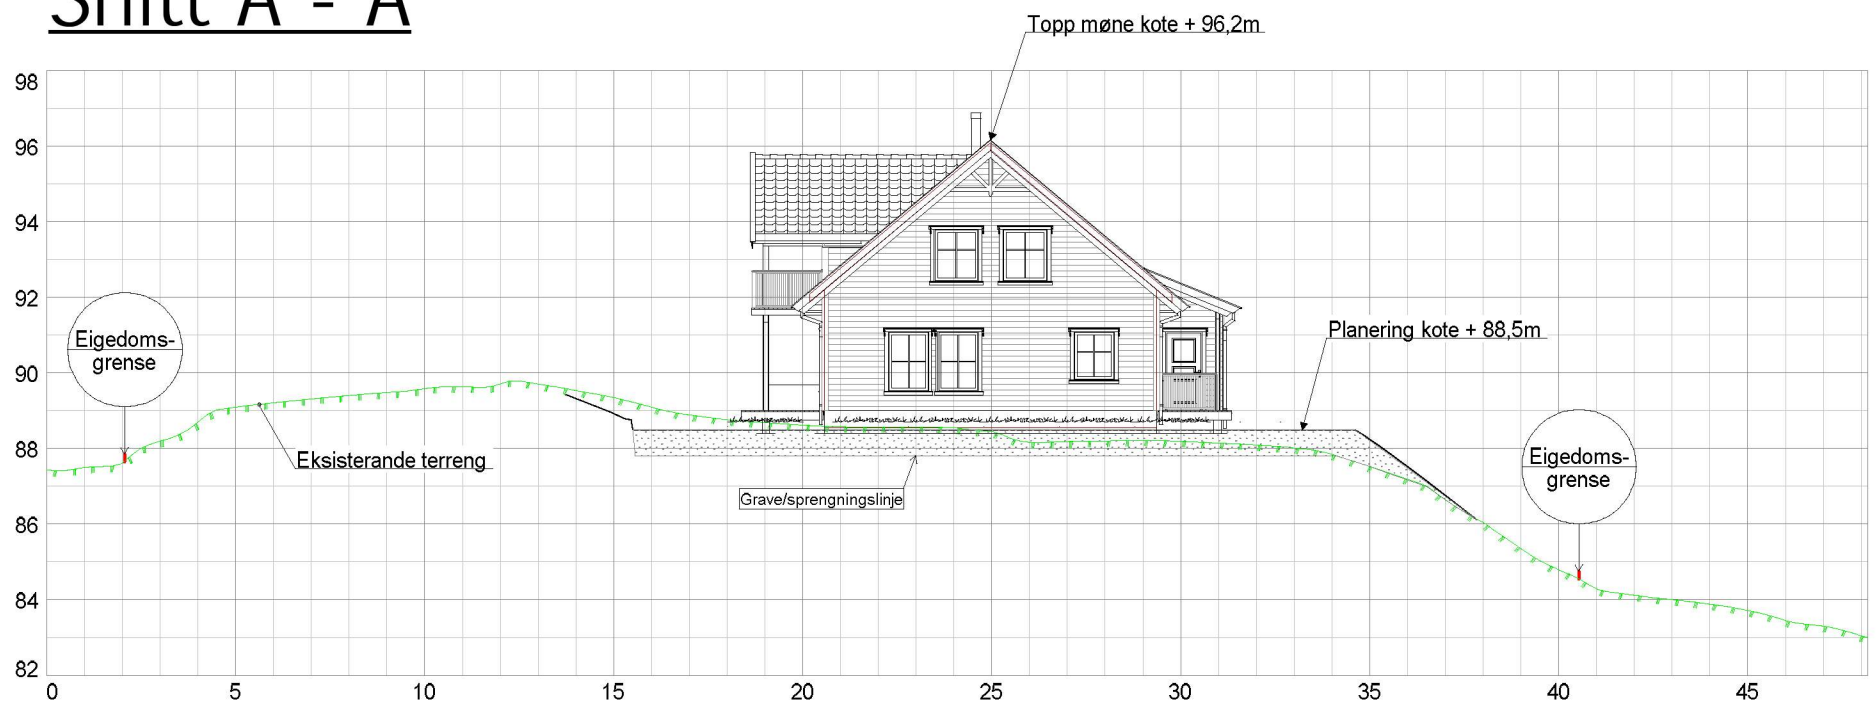 Snitt A - A
Topp møne kote + 96,2m
98
96
94
92
90
88
86
84
82
Eigedoms-
grense
Planering kote + 88,5m
Eksisterande terreng
Grave/sprengningslinje
Eigedoms-
grense
0 5 10 15 20 25 30 35 40 45